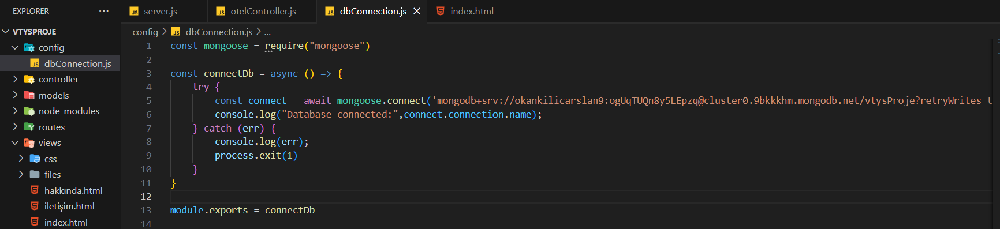 EXPLORER
...
server.js
otelController.js
dbConnection.js
index.html
VTYSPROJE
config
dbConnection.js
controller
models
node_modules
routes
views
css
files
hakkında.html
iletişim.html
index.html
config > dbConnection.js > ...
1 const mongoose = require("mongoose")
2
3 const connectDb = async () => {
4 try {
5 const connect = await mongoose.connect('mongodb+srv://okankilicarslan9:ogUqTUQn8y5LEpzq@cluster0.9bkkkhm.mongodb.net/vtysProje?retryWrites=t
6 console.log("Database connected:",connect.connection.name);
7 } catch (err) {
8 console.log(err);
9 process.exit(1)
10 }
11 }
12
13 module.exports = connectDb
14